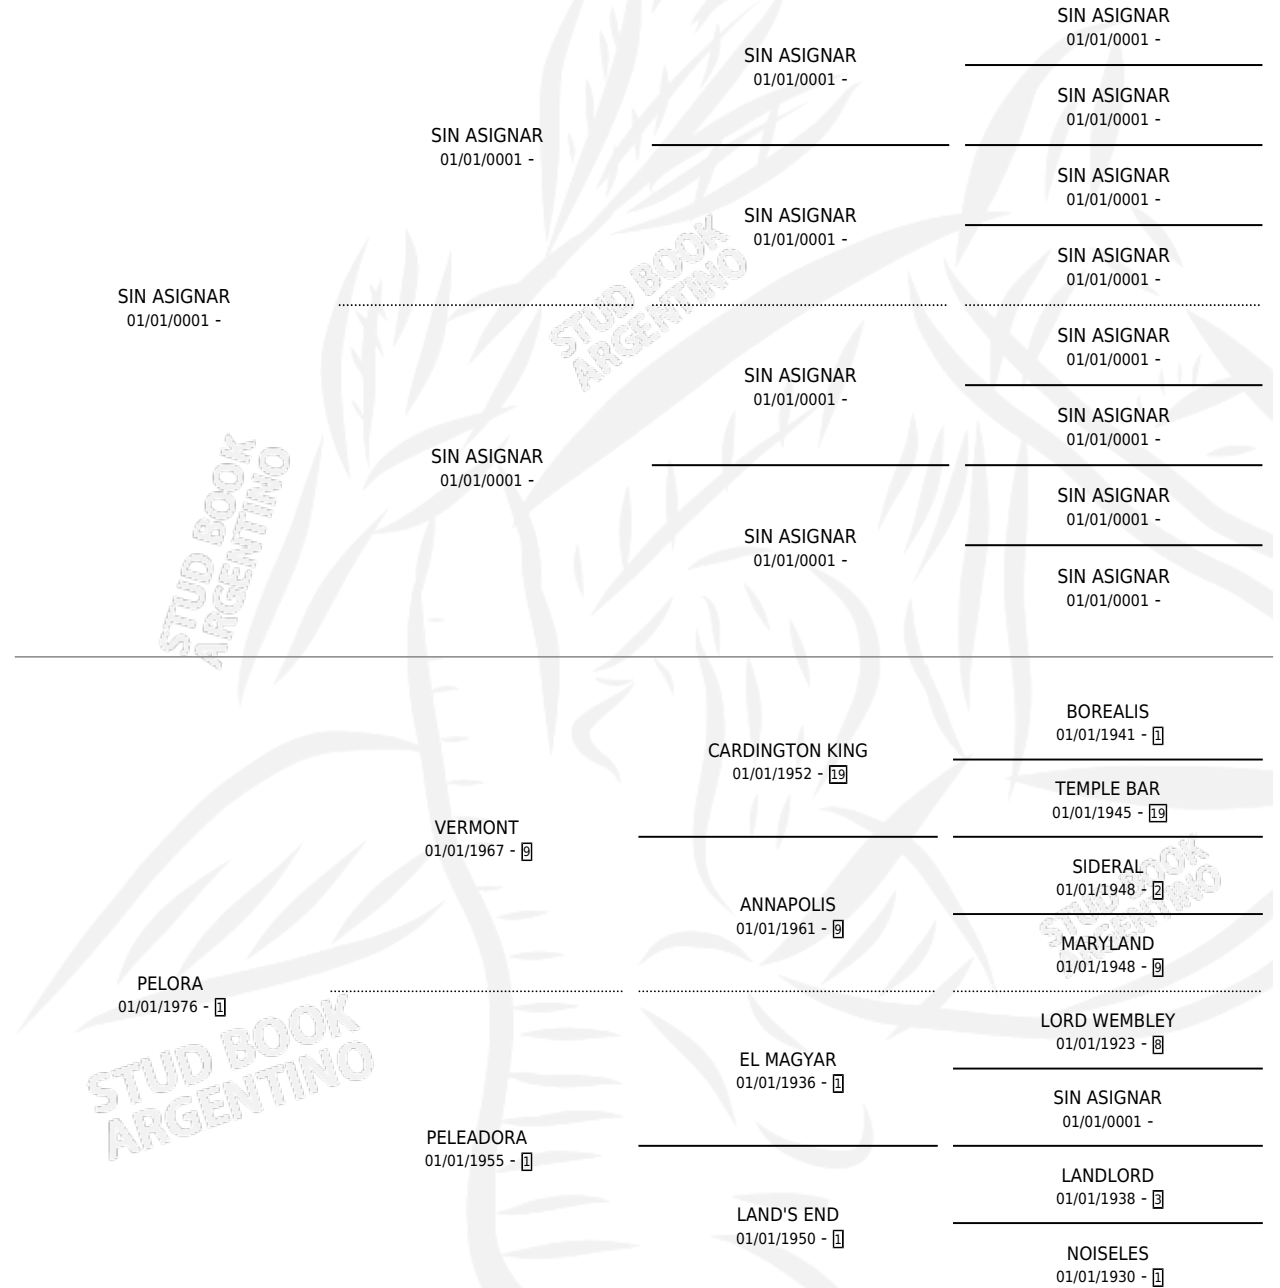 SIN ASIGNAR
01/01/0001 -
SIN ASIGNAR
01/01/0001 -
SIN ASIGNAR
01/01/0001 -
SIN ASIGNAR
01/01/0001 -
SIN ASIGNAR
01/01/0001 -
SIN ASIGNAR
01/01/0001 -
SIN ASIGNAR
01/01/0001 -
SIN ASIGNAR
01/01/0001 -
SIN ASIGNAR
01/01/0001 -
SIN ASIGNAR
01/01/0001 -
SIN ASIGNAR
01/01/0001 -
SIN ASIGNAR
01/01/0001 -
SIN ASIGNAR
01/01/0001 -
SIN ASIGNAR
01/01/0001 -
SIN ASIGNAR
01/01/0001 -
STUD BOOK
ARGENTINO
STUD BOOK
ARGENTINO
BOREALIS
01/01/1941 - 1
CARDINGTON KING
01/01/1952 - 19
TEMPLE BAR
01/01/1945 - 19
VERMONT
01/01/1967 - 9
SIDERAL
01/01/1948 - 2
ANNAPOLIS
01/01/1961 - 9
MARYLAND
01/01/1948 - 9
PELORA
01/01/1976 - 1
LORD WEMBLEY
01/01/1923 - 8
EL MAGYAR
01/01/1936 - 1
SIN ASIGNAR
01/01/0001 -
PELEADORA
01/01/1955 - 1
LANDLORD
01/01/1938 - 3
LAND'S END
01/01/1950 - 1
NOISELES
01/01/1930 - 1
STUD BOOK
ARGENTINO
STUD BOOK
ARGENTINO